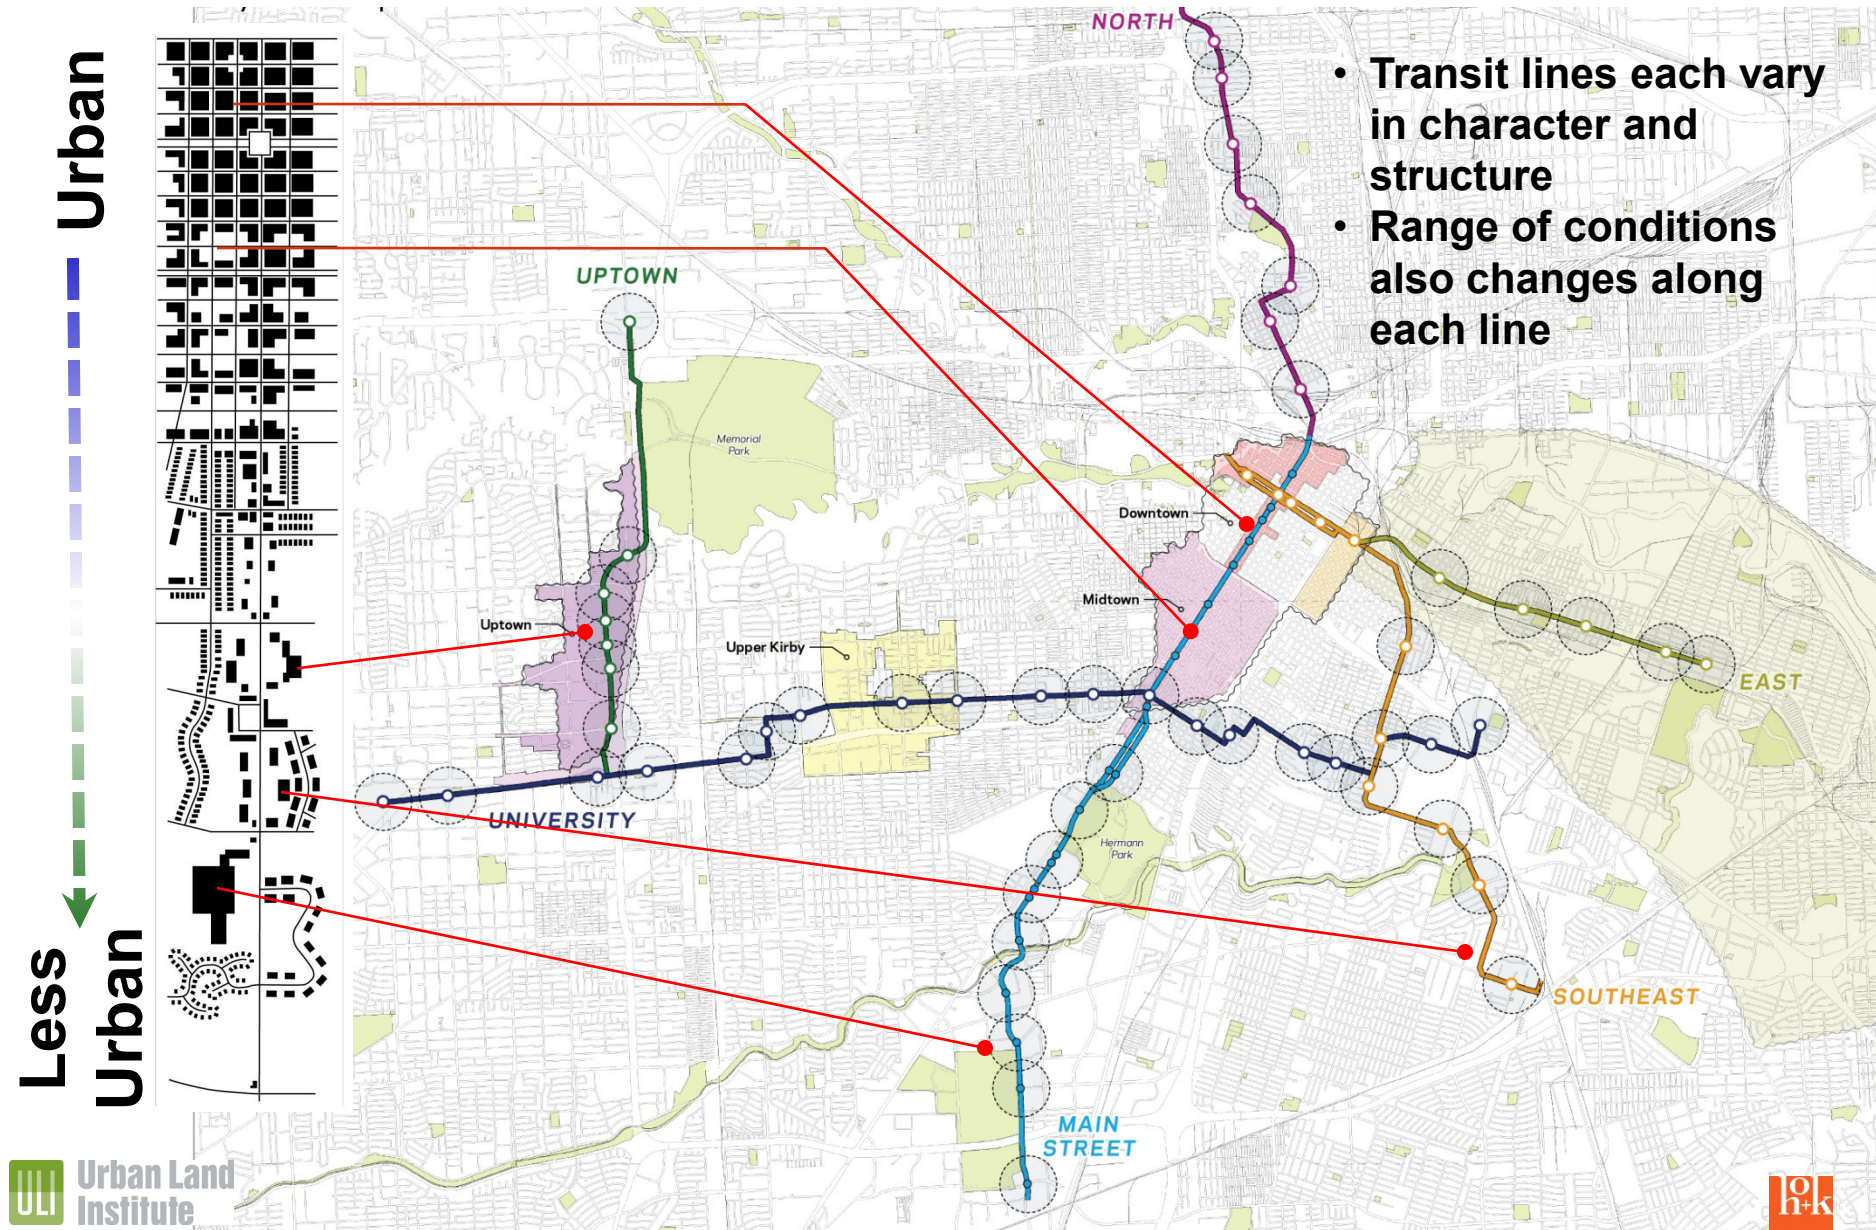 NORTH
• Transit lines each vary
in character and
structure
• Range of conditions
also changes along
each line
Urban
UPTOWN
Memorial
Park
Downtown
Midtown
Uptown
Upper Kirby
EAST
UNIVERSITY
Hermann
Park
Less
Urban
SOUTHEAST
MAIN
STREET
ULI
Urban Land
Institute
h+k